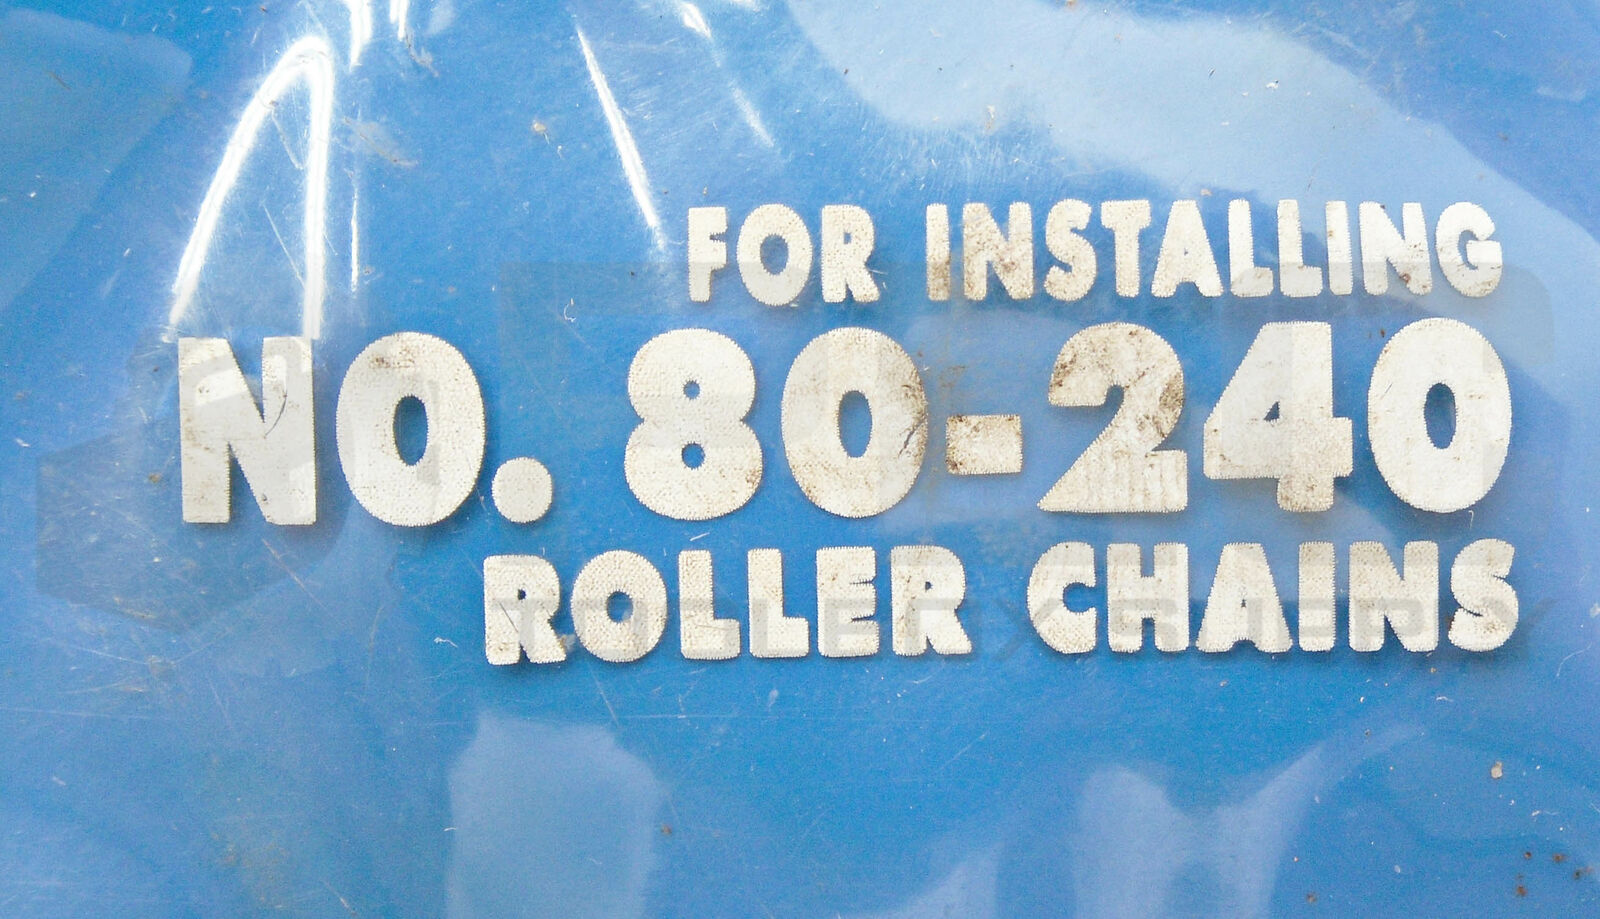 FOR INSTALLING
NO. 80-240
ROLLER CHAINS